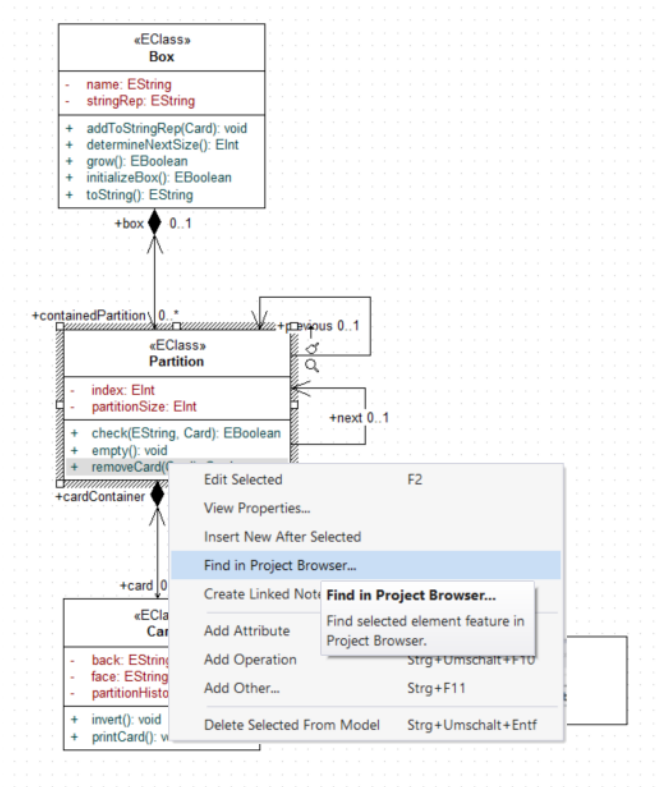 «EClass»
Box
- name: EString
- stringRep: EString
+ addToStringRep(Card): void
+ determineNextSize(): EInt
+ grow(): EBoolean
+ initializeBox(): EBoolean
+ toString(): EString
+box 0..1
+containedPartition 0..*
+previous 0..1
«EClass»
Partition
- index: EInt
- partitionSize: EInt
+next 0..1
+ check(EString, Card): EBoolean
+ empty(): void
+ removeCard(
+cardContainer
Edit Selected F2
View Properties...
Insert New After Selected
Find in Project Browser...
Create Linked Note
Find in Project Browser...
Find selected element feature in
Project Browser.
Add Attribute
Add Operation Strg+Umschalt+F10
Add Other... Strg+F11
Delete Selected From Model Strg+Umschalt+Entf
+card 0
«ECla
Car
- back: EString
- face: EString
- partitionHisto
+ invert(): void
+ printCard(): v